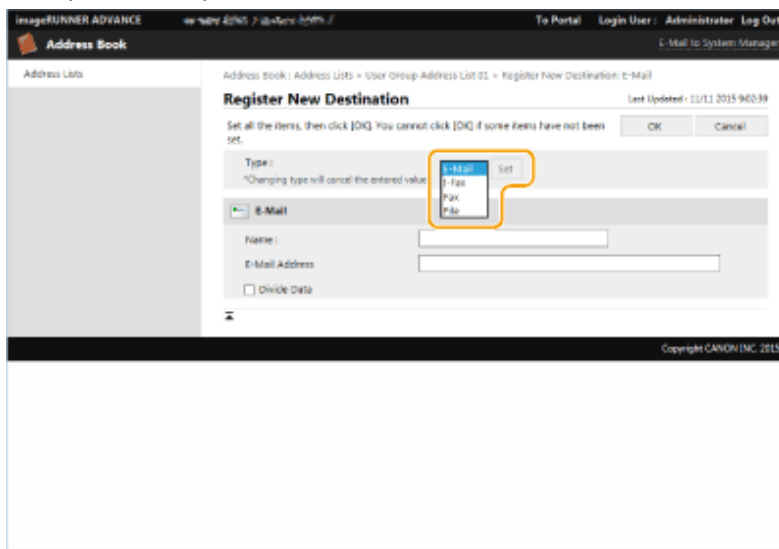 imageRUNNER ADVANCE
To Portal Login User : Administrator Log Out
Address Book
E-Mail to System Manager
Address Lists
Address Book : Address Lists > User Group Address List 01 > Register New Destination: E-Mail
Register New Destination
Last Updated : 11/11 2015 9:02:39
Set all the items, then click [OK]. You cannot click [OK] if some items have not been set.
OK
Cancel
Type :
*Changing type will cancel the entered value
E-Mail
I-Fax
Fax
File
Set
E-Mail
Name :
E-Mail Address
Divide Data
Copyright CANON INC. 2015